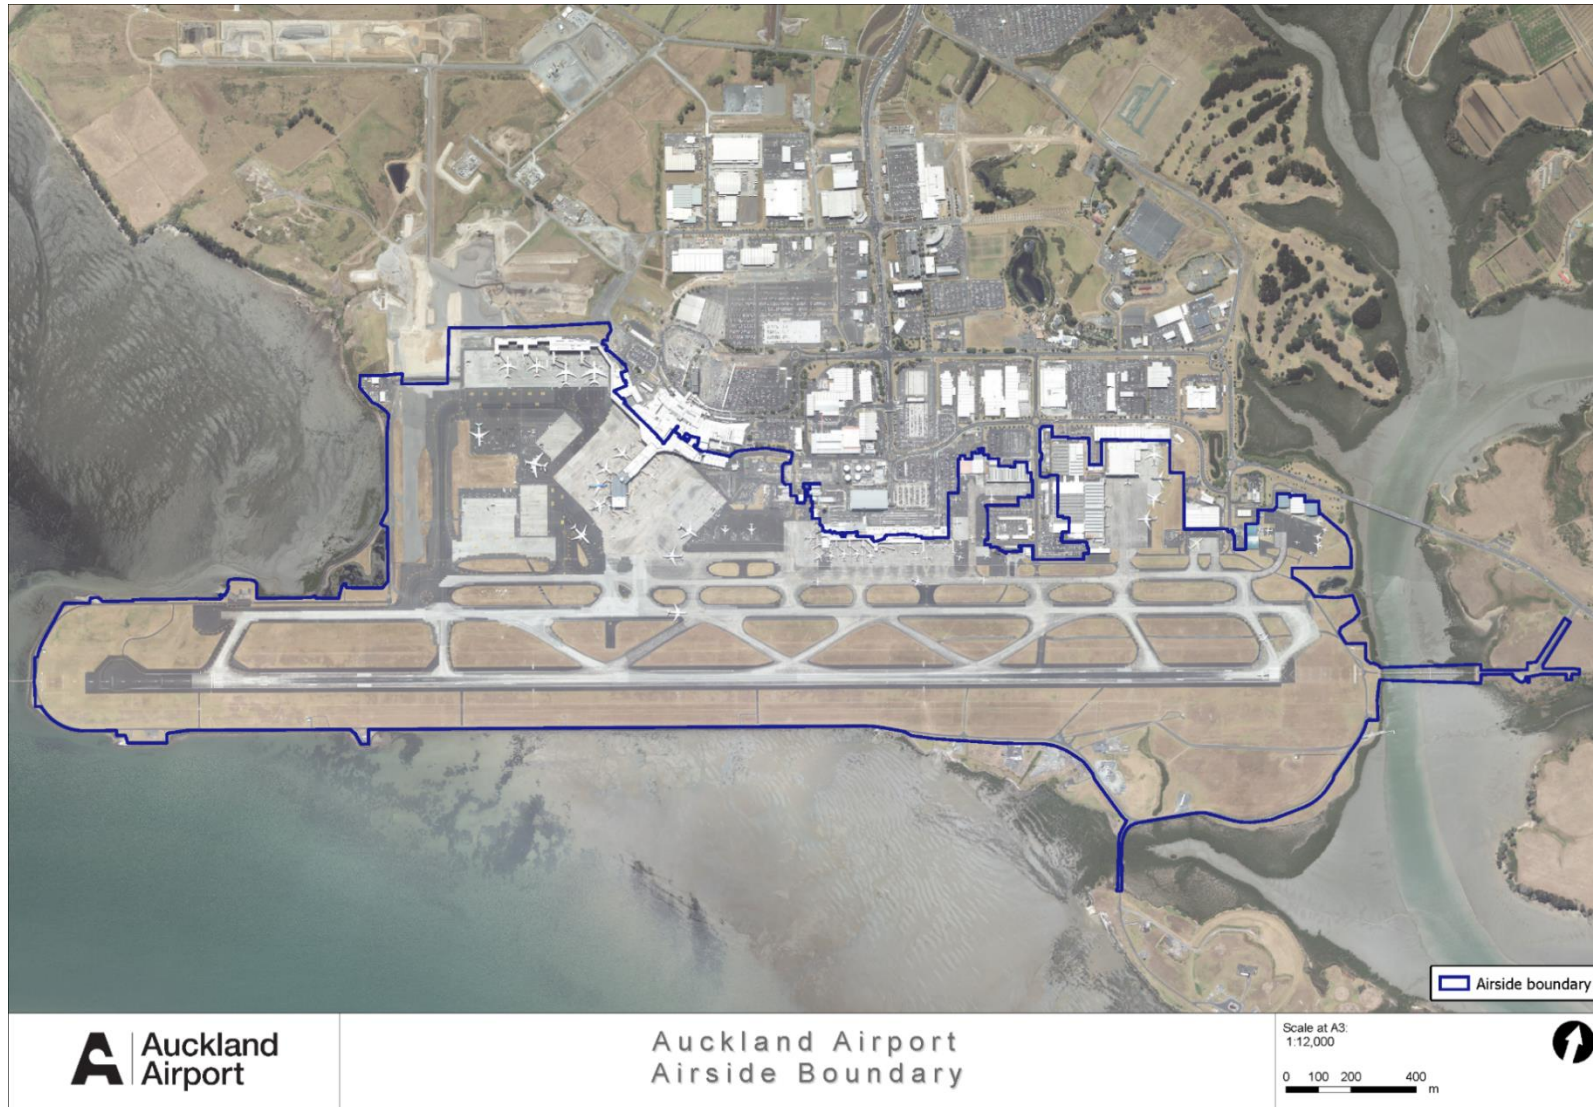 Airside boundary
Auckland
Airport
Auckland Airport
Airside Boundary
Scale at A3:
1:12,000
0 100 200 400
m